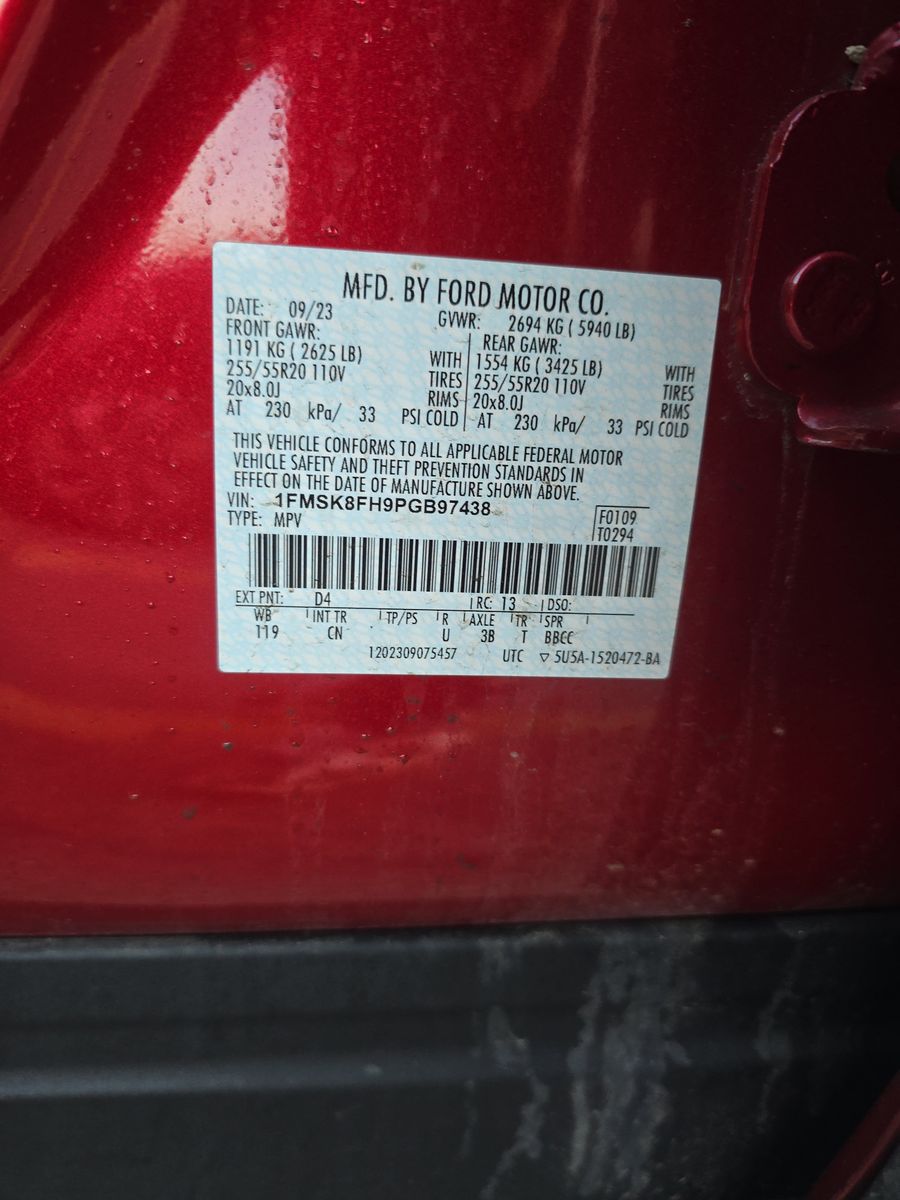 MFD. BY FORD MOTOR CO.
DATE: 09/23 GVWR: 2694 KG ( 5940 LB)
FRONT GAWR: REAR GAWR:
1191 KG ( 2625 LB) WITH 1554 KG ( 3425 LB) WITH
255/55R20 110V TIRES 255/55R20 110V TIRES
20x8.0J RIMS 20x8.0J RIMS
AT 230 kPa/ 33 PSI COLD AT 230 kPa/ 33 PSI COLD
THIS VEHICLE CONFORMS TO ALL APPLICABLE FEDERAL MOTOR
VEHICLE SAFETY AND THEFT PREVENTION STANDARDS IN
EFFECT ON THE DATE OF MANUFACTURE SHOWN ABOVE.
VIN: 1FMSK8FH9PGB97438 F0109
TYPE: MPV T0294
EXT PNT: D4 RC: 13 DSO:
WB INT TR TP/PS R AXLE TR SPR
119 CN U 3B T BBCC
1202309075457 UTC ▽ 5U5A-1520472-BA